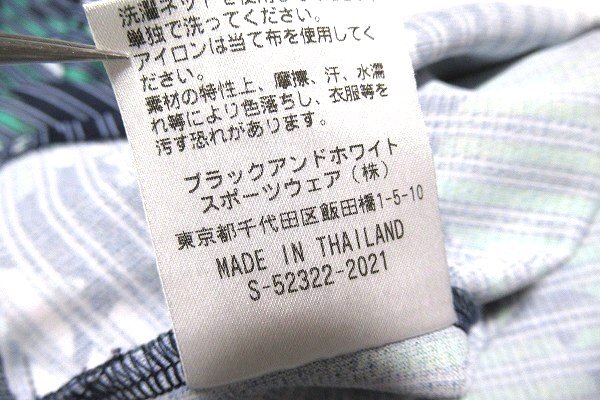 洗濯ネットを使用し
単独で洗ってください。
アイロンは当て布を使用してく
ださい。
素材の特性上、摩擦、汗、水濡
れ等により色落ちし、衣服等を
汚す恐れがあります。
ブラックアンドホワイト
スポーツウェア(株)
東京都千代田区飯田橋1-5-10
MADE IN THAILAND
S-52322-2021